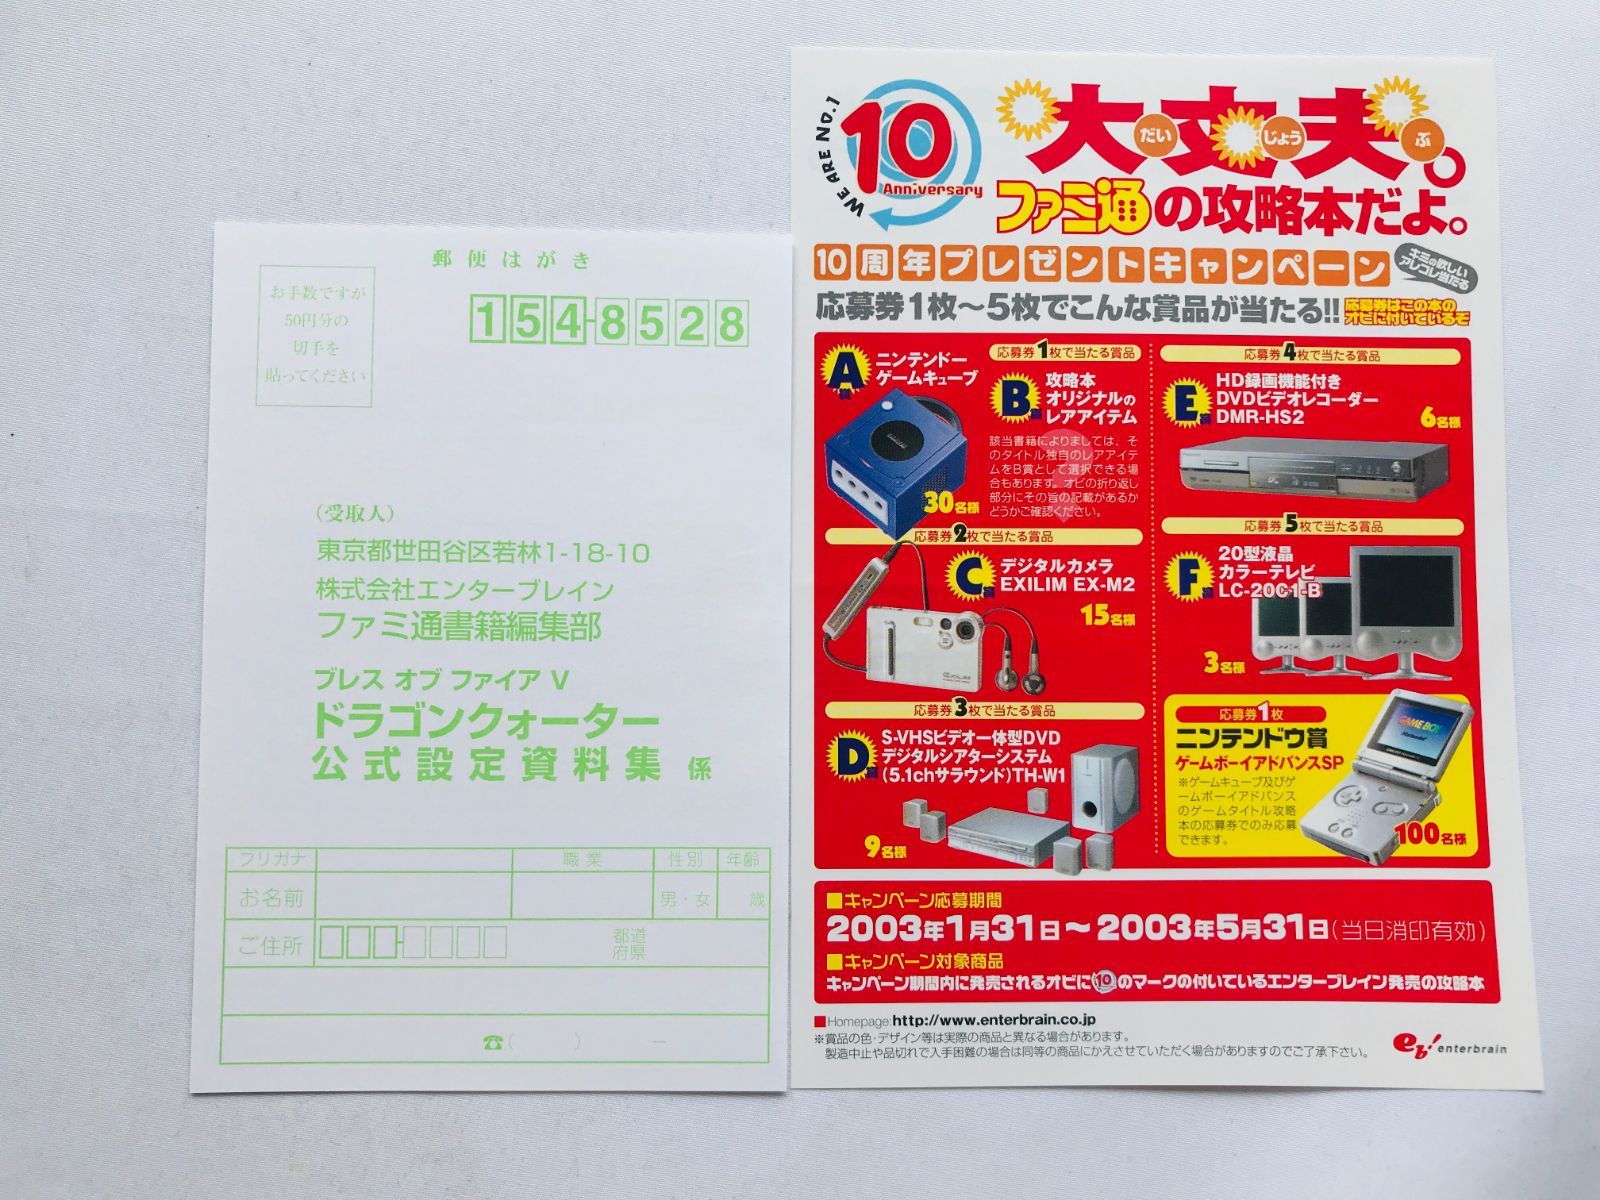 郵便はがき
お手数ですが
50円分の
切手を
貼ってください
154-8528
(受取人)
東京都世田谷区若林1-18-10
株式会社エンターブレイン
ファミ通書籍編集部
ブレス オブ ファイア V
ドラゴンクォーター
公式設定資料集 係
フリガナ
職業
性別
年齢
お名前
男・女
歳
ご住所
都道
府県
☎( ) −
WE ARE No.1
10
Anniversary
大丈夫。
だい じょう ぶ
ファミ通の攻略本だよ。
10周年プレゼントキャンペーン
キミの欲しい
アレコレ当たる
応募券1枚〜5枚でこんな賞品が当たる!!
応募券はこの本の
オビに付いているぞ
A賞
ニンテンドー
ゲームキューブ
30名様
応募券1枚で当たる賞品
B賞
攻略本
オリジナルの
レアアイテム
該当書籍によりましては、そ
のタイトル独自のレアアイテ
ムをB賞として選択できる場
合もあります。オビの折り返し
部分にその旨の記載があるか
どうかご確認ください。
応募券2枚で当たる賞品
C賞
デジタルカメラ
EXILIM EX-M2
15名様
応募券3枚で当たる賞品
D賞
S-VHSビデオ一体型DVD
デジタルシアターシステム
(5.1chサラウンド)TH-W1
9名様
応募券4枚で当たる賞品
E賞
HD録画機能付き
DVDビデオレコーダー
DMR-HS2
6名様
応募券5枚で当たる賞品
F賞
20型液晶
カラーテレビ
LC-20C1-B
3名様
応募券1枚
ニンテンドウ賞
ゲームボーイアドバンスSP
※ゲームキューブ及びゲ
ームボーイアドバンス
のゲームタイトル攻略
本の応募券でのみ応募
できます。
GAME BOY
Nintendo
100名様
■キャンペーン応募期間
2003年1月31日〜2003年5月31日(当日消印有効)
■キャンペーン対象商品
キャンペーン期間内に発売されるオビに10のマークの付いているエンターブレイン発売の攻略本
■Homepage:http://www.enterbrain.co.jp
※賞品の色・デザイン等は実際の商品と異なる場合があります。
製造中止や品切れで入手困難の場合は同等の商品にかえさせていただく場合がありますのでご了承下さい。
eb! enterbrain